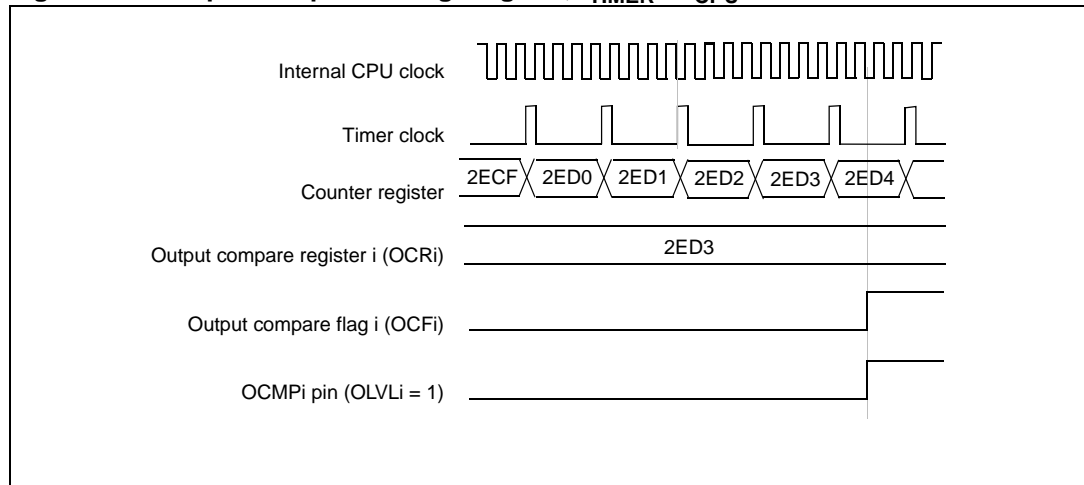 Internal CPU clock
Timer clock
Counter register
2ECF 2ED0 2ED1 2ED2 2ED3 2ED4
Output compare register i (OCRi)
2ED3
Output compare flag i (OCFi)
OCMPi pin (OLVLi = 1)